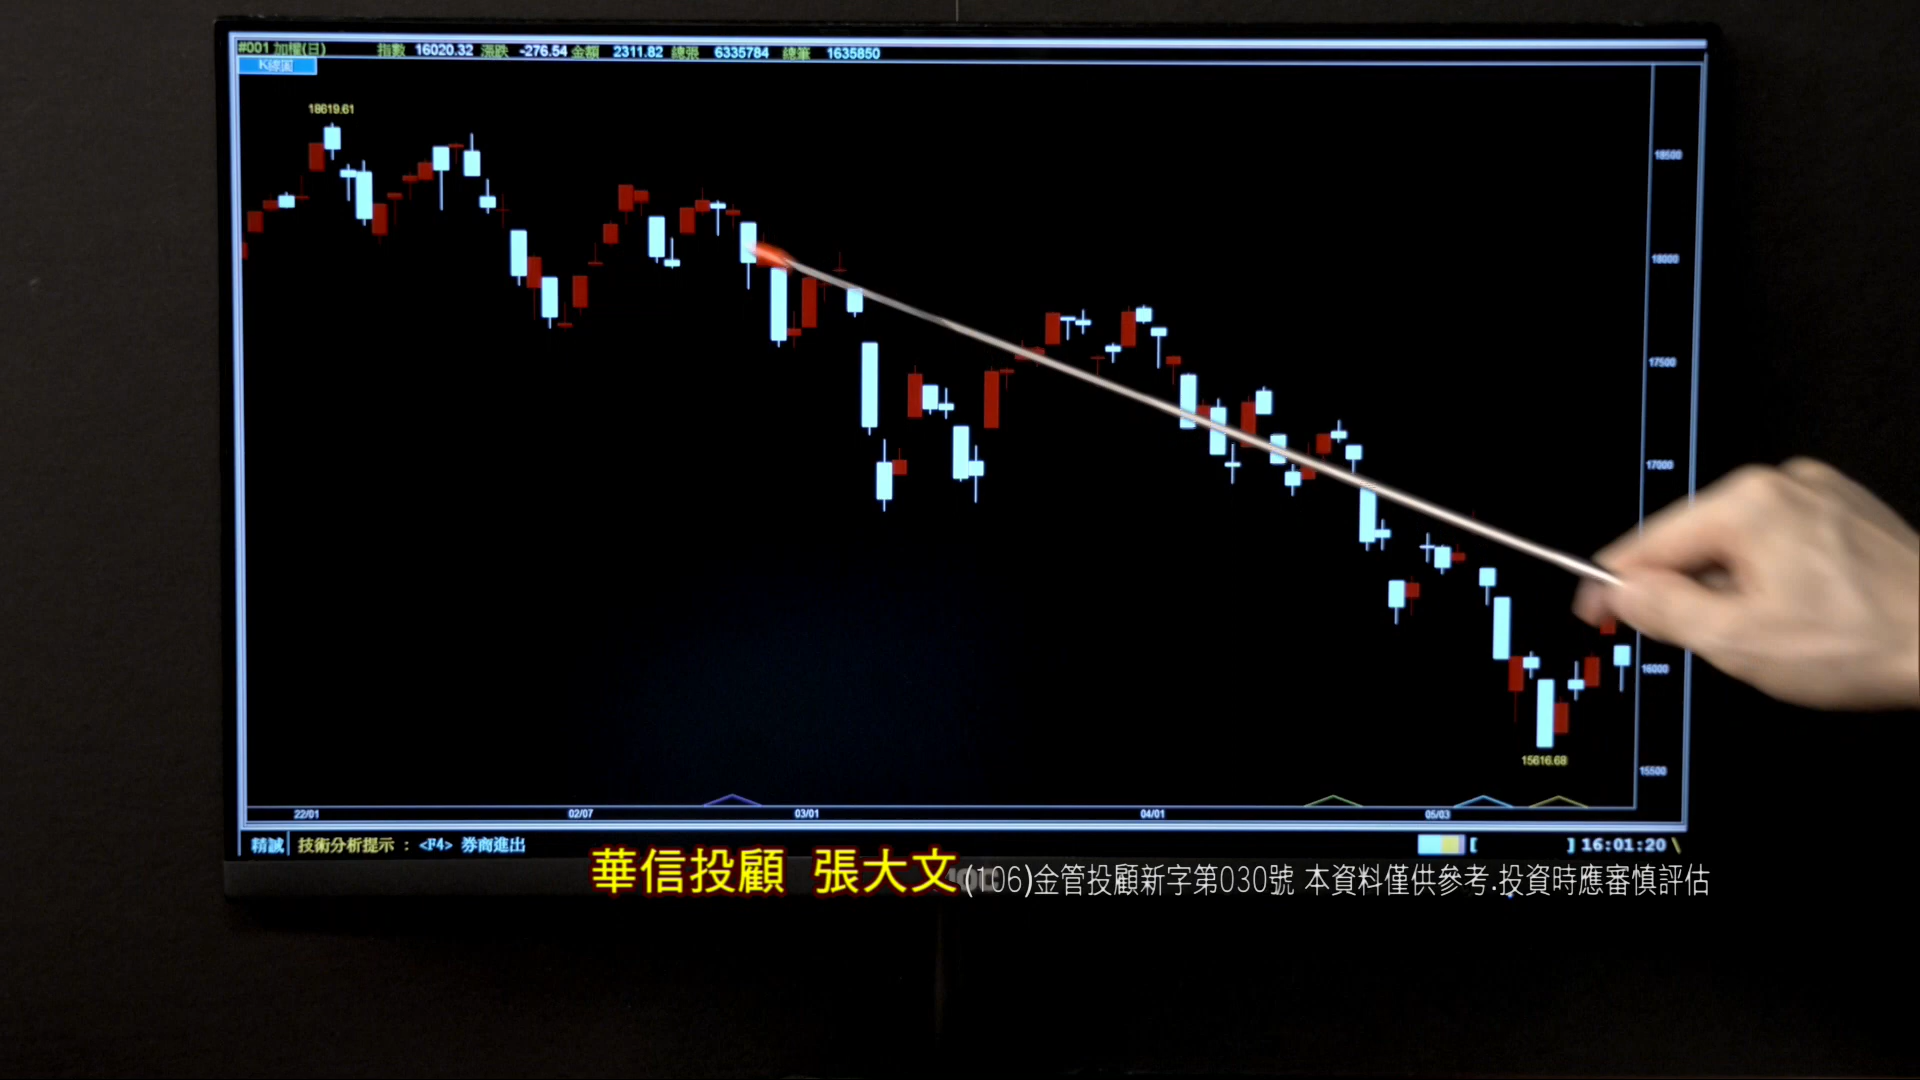 #001 加權(日) 指數 16020.32 漲跌 -276.54 金額 2311.82 總張 6335784 總筆 1635850
K線圖
18619.61
18500
18000
17500
17000
16000
15616.68
15500
22/01 02/07 03/01 04/01 05/03
精誠 技術分析提示 : <F4> 券商進出 [ ] 16:01:20 \
華信投顧 張大文 (106)金管投顧新字第030號 本資料僅供參考.投資時應審慎評估